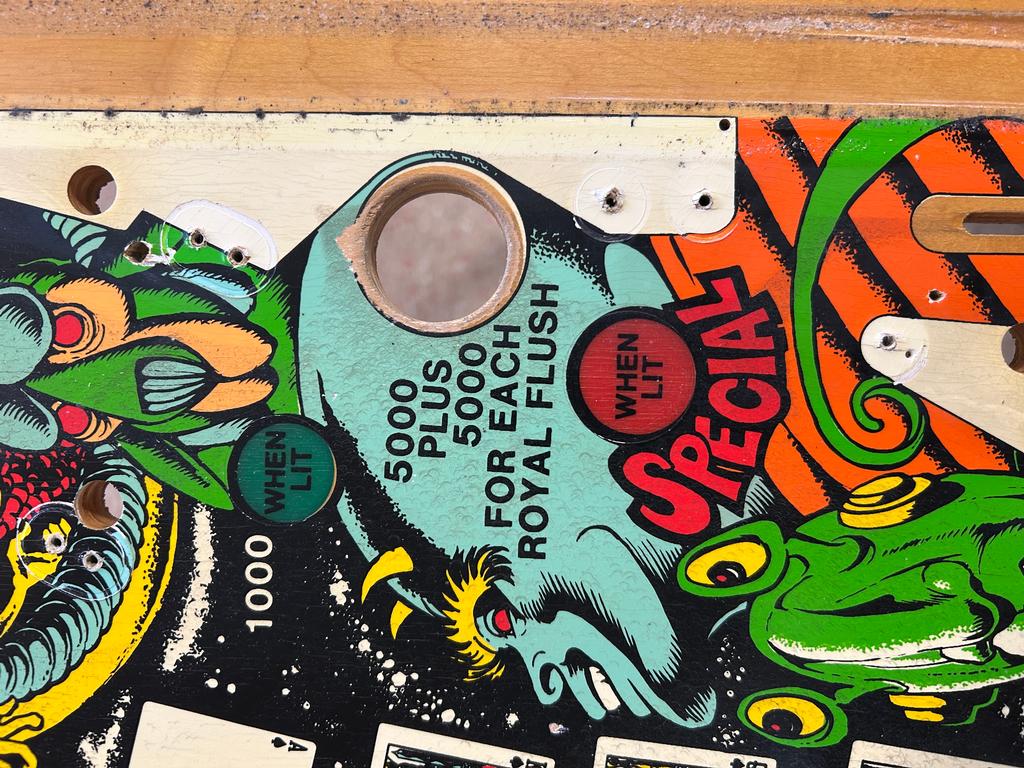 5000
PLUS
5000
FOR EACH
ROYAL FLUSH
WHEN
LIT
SPECIAL
WHEN
LIT
1000
A
K